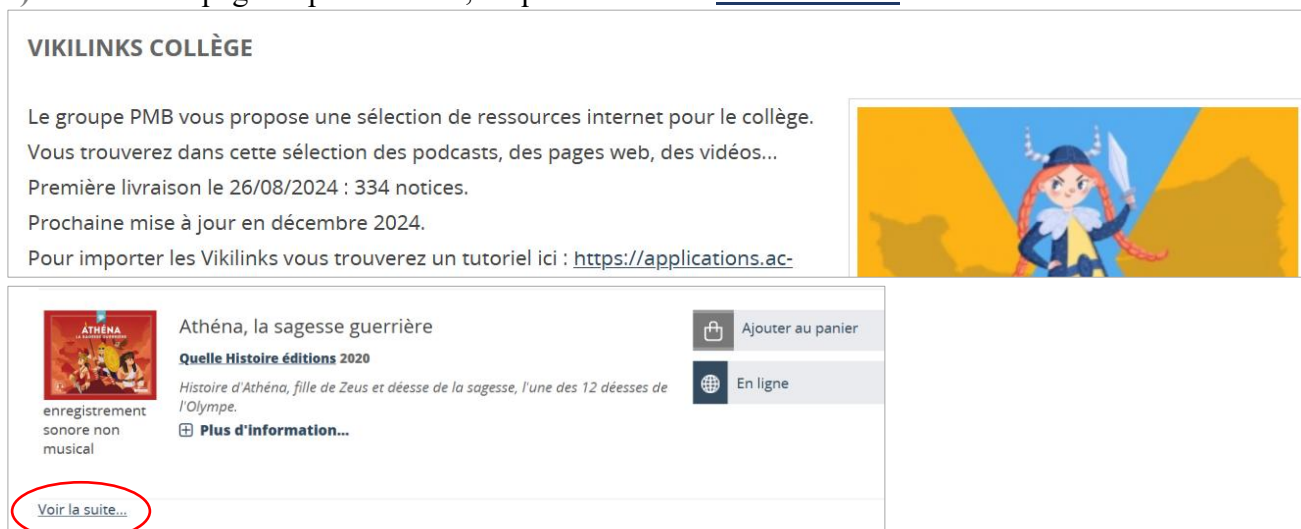 VIKILINKS COLLÈGE
Le groupe PMB vous propose une sélection de ressources internet pour le collège.
Vous trouverez dans cette sélection des podcasts, des pages web, des vidéos...
Première livraison le 26/08/2024 : 334 notices.
Prochaine mise à jour en décembre 2024.
Pour importer les Vikilinks vous trouverez un tutoriel ici : https://applications.ac-
ATHÉNA
LA SAGESSE GUERRIÈRE
enregistrement
sonore non
musical
Athéna, la sagesse guerrière
Quelle Histoire éditions 2020
Histoire d'Athéna, fille de Zeus et déesse de la sagesse, l'une des 12 déesses de
l'Olympe.
Plus d'information...
Ajouter au panier
En ligne
Voir la suite...